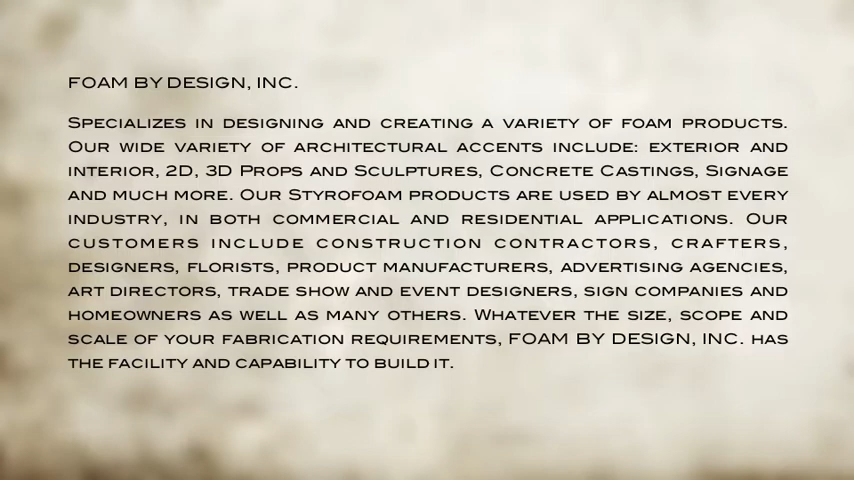 FOAM BY DESIGN, INC.
Specializes in designing and creating a variety of foam products.
Our wide variety of architectural accents include: exterior and
interior, 2D, 3D Props and Sculptures, Concrete Castings, Signage
and much more. Our Styrofoam products are used by almost every
industry, in both commercial and residential applications. Our
customers include construction contractors, crafters,
designers, florists, product manufacturers, advertising agencies,
art directors, trade show and event designers, sign companies and
homeowners as well as many others. Whatever the size, scope and
scale of your fabrication requirements, FOAM BY DESIGN, INC. has
the facility and capability to build it.